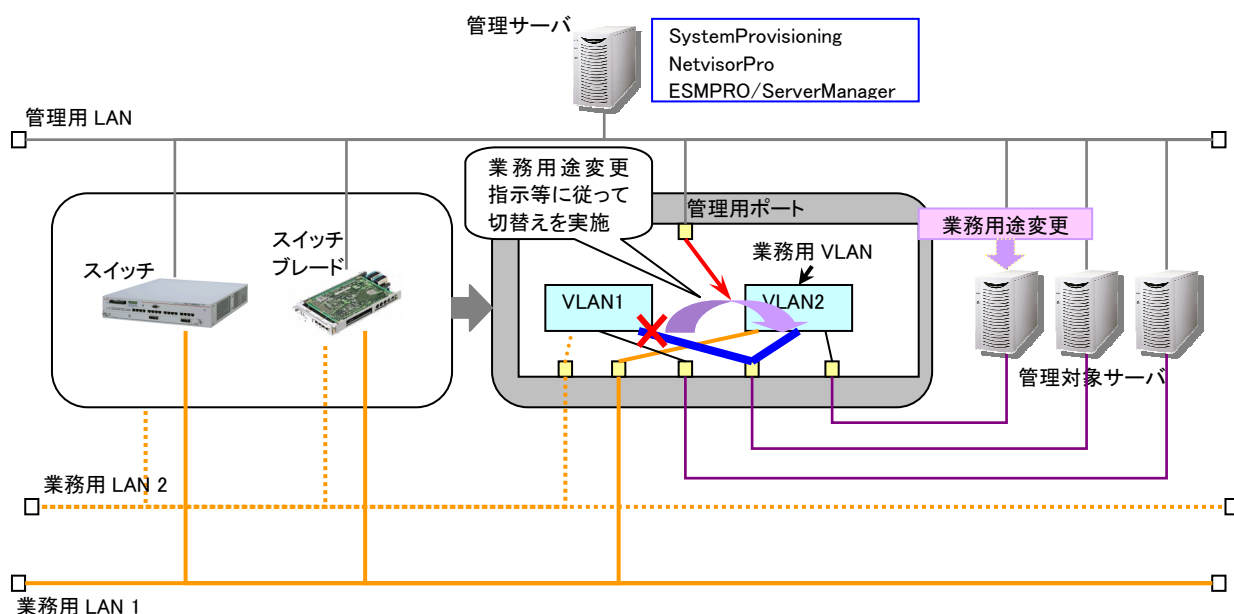 管理サーバ
SystemProvisioning
NetvisorPro
ESMPRO/ServerManager
管理用 LAN
業務用途変更
指示等に従って
切替えを実施
管理用ポート
業務用途変更
スイッチ
スイッチ
ブレード
業務用 VLAN
VLAN1
VLAN2
管理対象サーバ
業務用 LAN 2
業務用 LAN 1